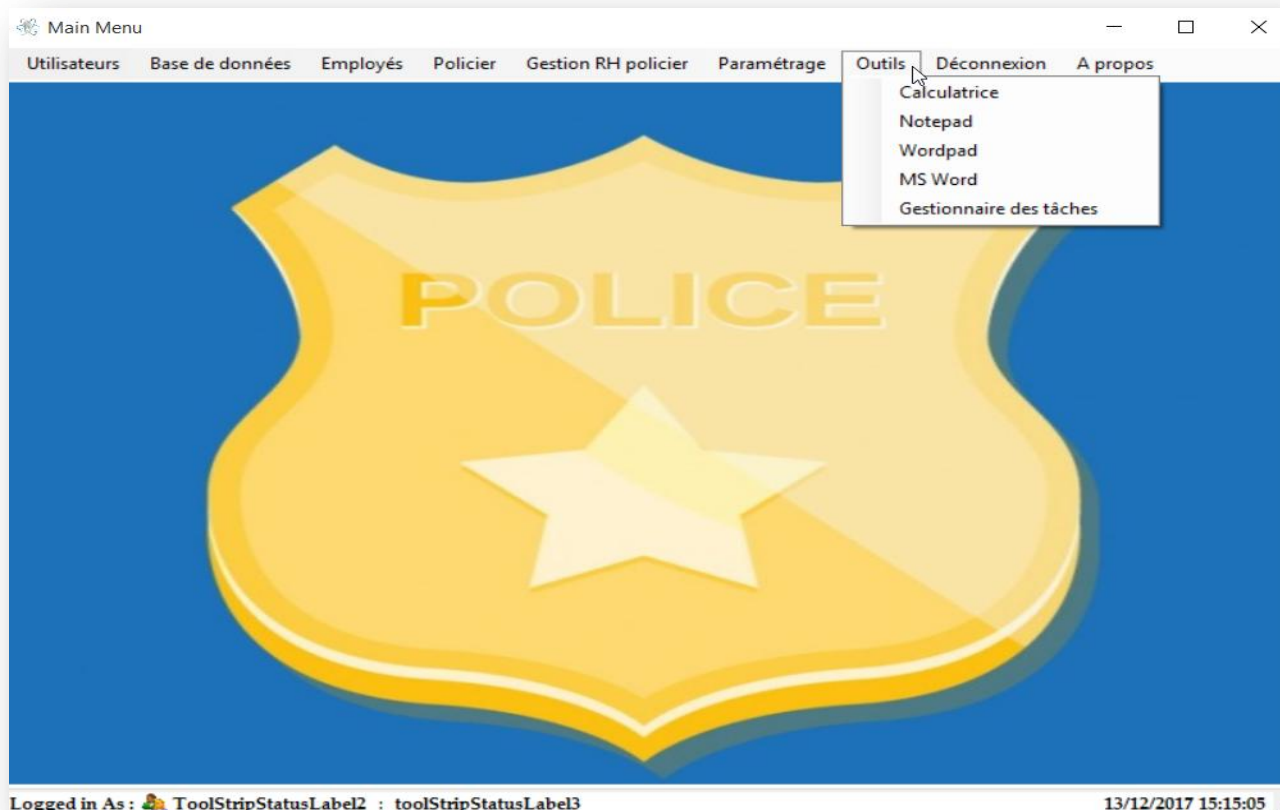 Main Menu
Utilisateurs Base de données Employés Policier Gestion RH policier Paramétrage Outils Déconnexion A propos
Calculatrice
Notepad
Wordpad
MS Word
Gestionnaire des tâches
POLICE
Logged in As : ToolStripStatusLabel2 : toolStripStatusLabel3 13/12/2017 15:15:05